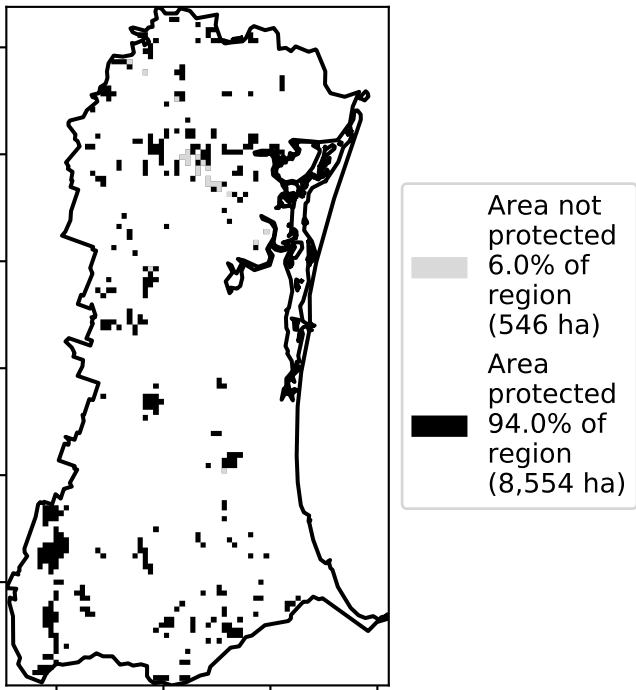 Area not
protected
6.0% of
region
(546 ha)
Area
protected
94.0% of
region
(8,554 ha)